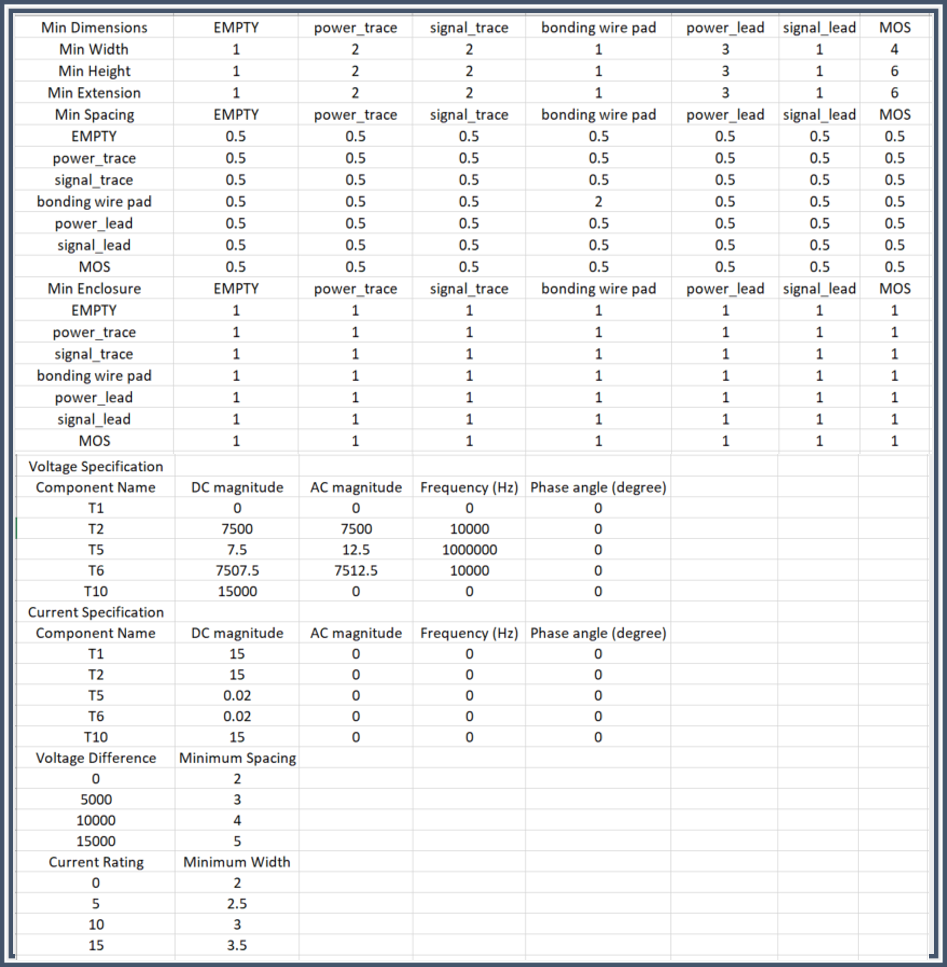 Min Dimensions EMPTY power_trace signal_trace bonding wire pad power_lead signal_lead MOS
Min Width 1 2 2 1 3 1 4
Min Height 1 2 2 1 3 1 6
Min Extension 1 2 2 1 3 1 6
Min Spacing EMPTY power_trace signal_trace bonding wire pad power_lead signal_lead MOS
EMPTY 0.5 0.5 0.5 0.5 0.5 0.5 0.5
power_trace 0.5 0.5 0.5 0.5 0.5 0.5 0.5
signal_trace 0.5 0.5 0.5 0.5 0.5 0.5 0.5
bonding wire pad 0.5 0.5 0.5 2 0.5 0.5 0.5
power_lead 0.5 0.5 0.5 0.5 0.5 0.5 0.5
signal_lead 0.5 0.5 0.5 0.5 0.5 0.5 0.5
MOS 0.5 0.5 0.5 0.5 0.5 0.5 0.5
Min Enclosure EMPTY power_trace signal_trace bonding wire pad power_lead signal_lead MOS
EMPTY 1 1 1 1 1 1 1
power_trace 1 1 1 1 1 1 1
signal_trace 1 1 1 1 1 1 1
bonding wire pad 1 1 1 1 1 1 1
power_lead 1 1 1 1 1 1 1
signal_lead 1 1 1 1 1 1 1
MOS 1 1 1 1 1 1 1
Voltage Specification
Component Name DC magnitude AC magnitude Frequency (Hz) Phase angle (degree)
T1 0 0 0 0
T2 7500 7500 10000 0
T5 7.5 12.5 1000000 0
T6 7507.5 7512.5 10000 0
T10 15000 0 0 0
Current Specification
Component Name DC magnitude AC magnitude Frequency (Hz) Phase angle (degree)
T1 15 0 0 0
T2 15 0 0 0
T5 0.02 0 0 0
T6 0.02 0 0 0
T10 15 0 0 0
Voltage Difference Minimum Spacing
0 2
5000 3
10000 4
15000 5
Current Rating Minimum Width
0 2
5 2.5
10 3
15 3.5